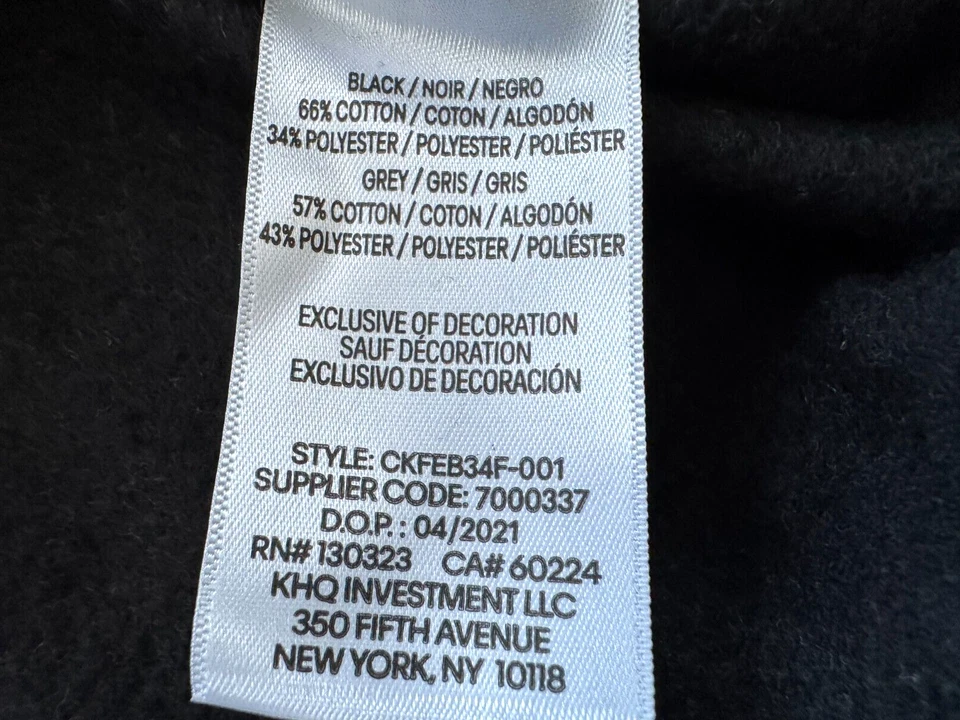 BLACK / NOIR / NEGRO
66% COTTON / COTON / ALGODÓN
34% POLYESTER / POLYESTER / POLIÉSTER
GREY / GRIS / GRIS
57% COTTON / COTON / ALGODÓN
43% POLYESTER / POLYESTER / POLIÉSTER
EXCLUSIVE OF DECORATION
SAUF DÉCORATION
EXCLUSIVO DE DECORACIÓN
STYLE: CKFEB34F-001
SUPPLIER CODE: 7000337
D.O.P. : 04/2021
RN# 130323 CA# 60224
KHQ INVESTMENT LLC
350 FIFTH AVENUE
NEW YORK, NY 10118